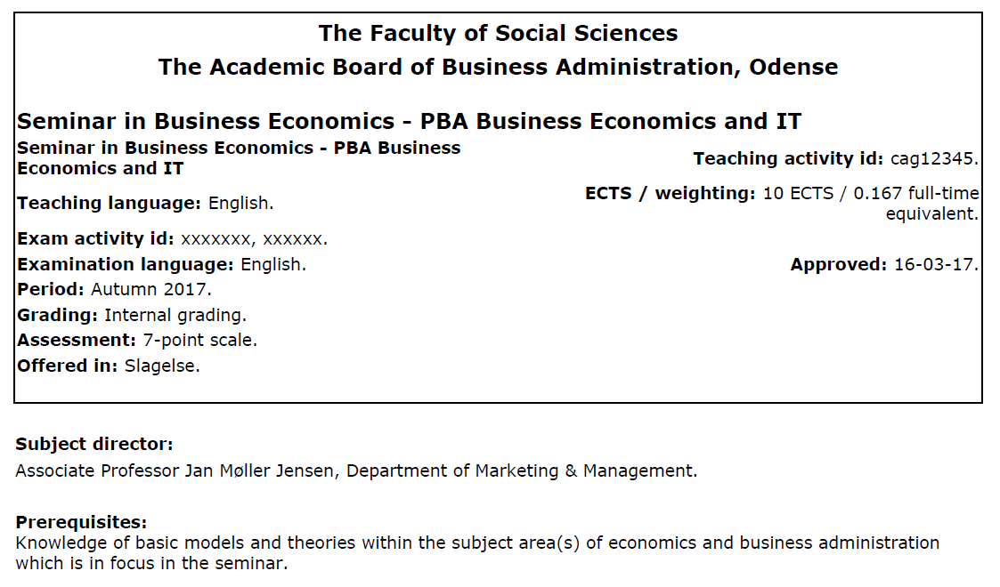 The Faculty of Social Sciences
The Academic Board of Business Administration, Odense
Seminar in Business Economics - PBA Business Economics and IT
Seminar in Business Economics - PBA Business
Economics and IT
Teaching activity id: cag12345.
Teaching language: English.
ECTS / weighting: 10 ECTS / 0.167 full-time
equivalent.
Exam activity id: xxxxxxx, xxxxxx.
Examination language: English.
Approved: 16-03-17.
Period: Autumn 2017.
Grading: Internal grading.
Assessment: 7-point scale.
Offered in: Slagelse.
Subject director:
Associate Professor Jan Møller Jensen, Department of Marketing & Management.
Prerequisites:
Knowledge of basic models and theories within the subject area(s) of economics and business administration
which is in focus in the seminar.